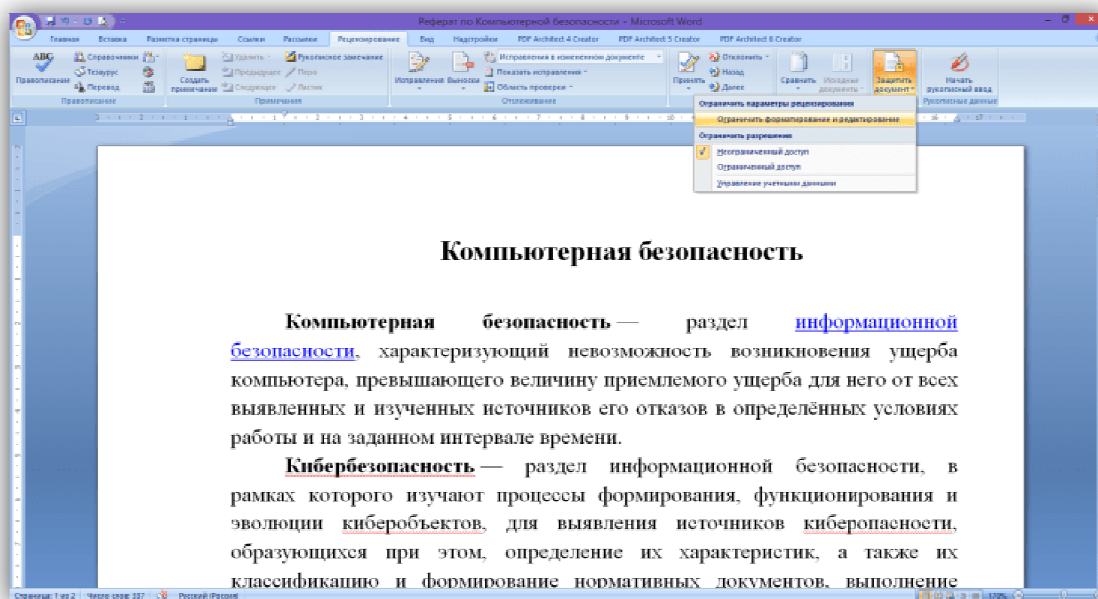 Реферат по Компьютерной безопасности - Microsoft Word
Главная Вставка Разметка страницы Ссылки Рассылки Рецензирование Вид Надстройки PDF Architect 4 Creator PDF Architect 5 Creator PDF Architect 6 Creator
ABC
Правописание
Справочники
Тезаурус
Перевод
Правописание
Создать
примечание
Удалить
Предыдущее
Следующее
Рукописное замечание
Перо
Ластик
Примечания
Исправления
Выноски
Исправления в измененном документе
Показать исправления
Область проверки
Отслеживание
Принять
Отклонить
Назад
Далее
Сравнить
Исходные
документы
Защитить
документ
Начать
рукописный ввод
Рукописные данные
Ограничить параметры рецензирования
Ограничить форматирование и редактирование
Ограничить разрешения
Неограниченный доступ
Ограниченный доступ
Управление учетными данными
Компьютерная безопасность
Компьютерная безопасность — раздел информационной
безопасности, характеризующий невозможность возникновения ущерба
компьютера, превышающего величину приемлемого ущерба для него от всех
выявленных и изученных источников его отказов в определённых условиях
работы и на заданном интервале времени.
Кибербезопасность — раздел информационной безопасности, в
рамках которого изучают процессы формирования, функционирования и
эволюции киберобъектов, для выявления источников киберопасности,
образующихся при этом, определение их характеристик, а также их
классификацию и формирование нормативных документов, выполнение
Страница: 1 из 2 Число слов: 337 Русский (Россия) 170%